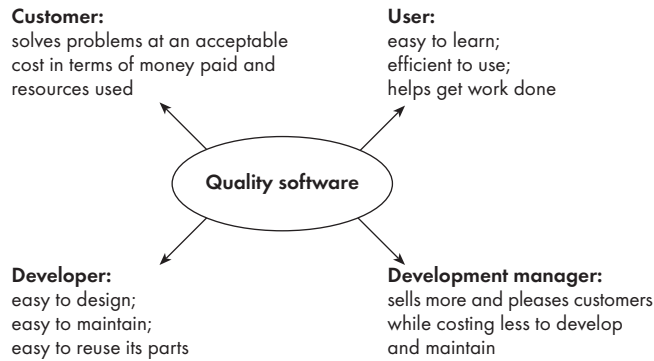 Customer:
solves problems at an acceptable
cost in terms of money paid and
resources used
User:
easy to learn;
efficient to use;
helps get work done
Quality software
Developer:
easy to design;
easy to maintain;
easy to reuse its parts
Development manager:
sells more and pleases customers
while costing less to develop
and maintain